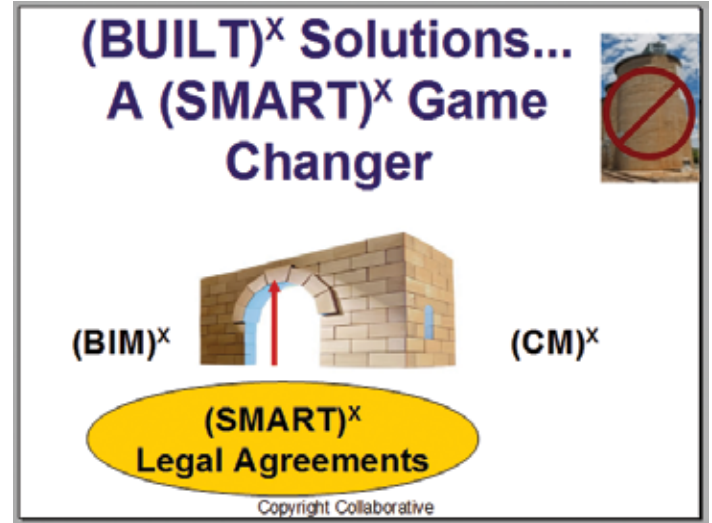 (BUILT)ˣ Solutions...
A (SMART)ˣ Game
Changer
(BIM)ˣ
(CM)ˣ
(SMART)ˣ
Legal Agreements
Copyright Collaborative